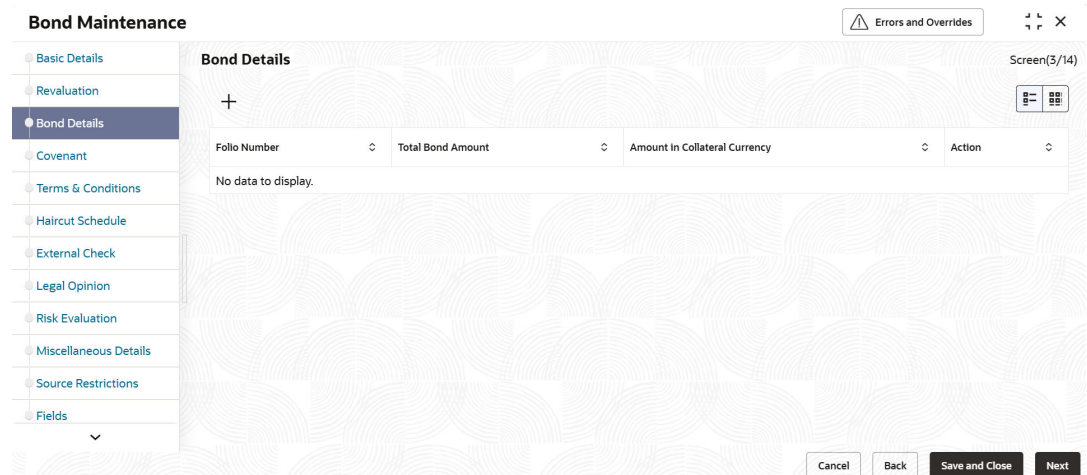 Bond Maintenance
Errors and Overrides
Basic Details
Revaluation
Bond Details
Covenant
Terms & Conditions
Haircut Schedule
External Check
Legal Opinion
Risk Evaluation
Miscellaneous Details
Source Restrictions
Fields
Bond Details
Screen(3/14)
Folio Number Total Bond Amount Amount in Collateral Currency Action
No data to display.
Cancel Back Save and Close Next